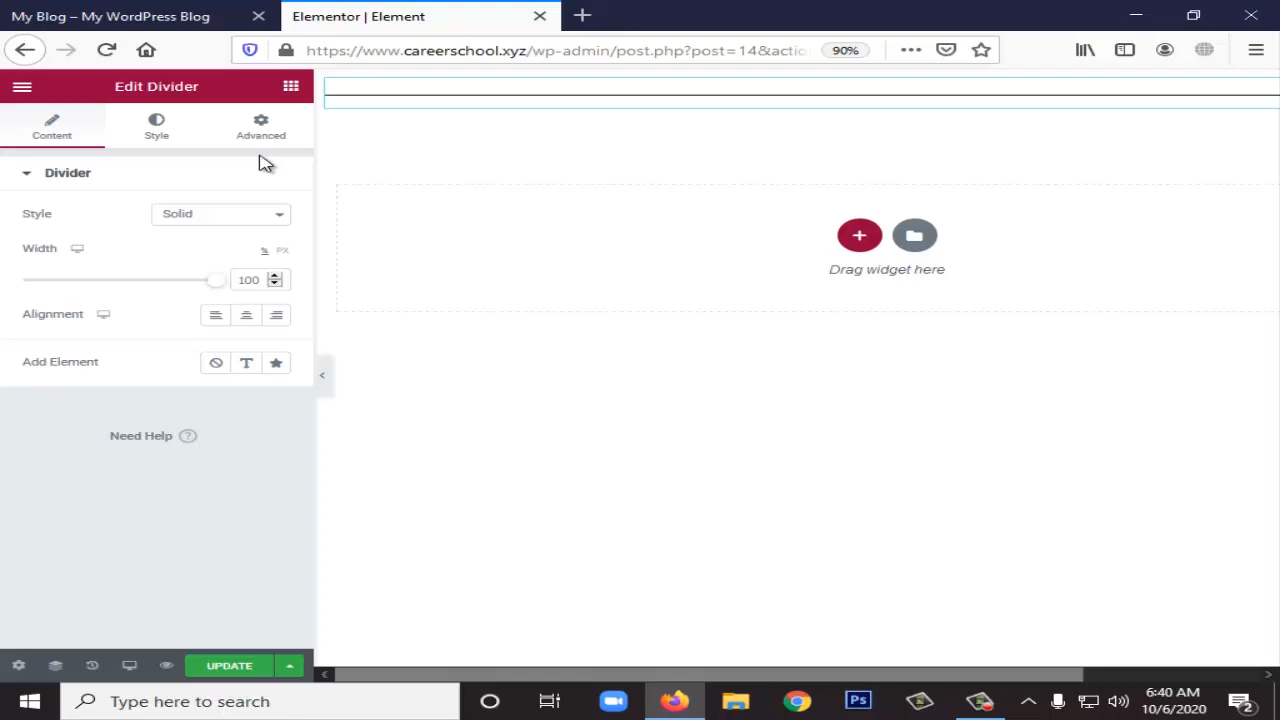 My Blog – My WordPress Blog
Elementor | Element
https://www.careerschool.xyz/wp-admin/post.php?post=14&actio
90%
Edit Divider
Content
Style
Advanced
Divider
Style
Solid
Width
% PX
100
Alignment
Add Element
T
Need Help ?
UPDATE
Drag widget here
Type here to search
Ps
6:40 AM
10/6/2020
2